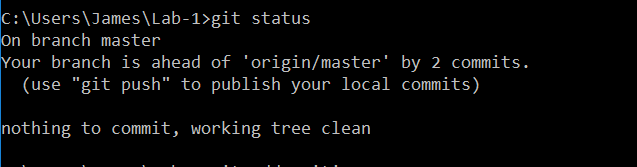 C:\Users\James\Lab-1>git status
On branch master
Your branch is ahead of 'origin/master' by 2 commits.
  (use "git push" to publish your local commits)

nothing to commit, working tree clean